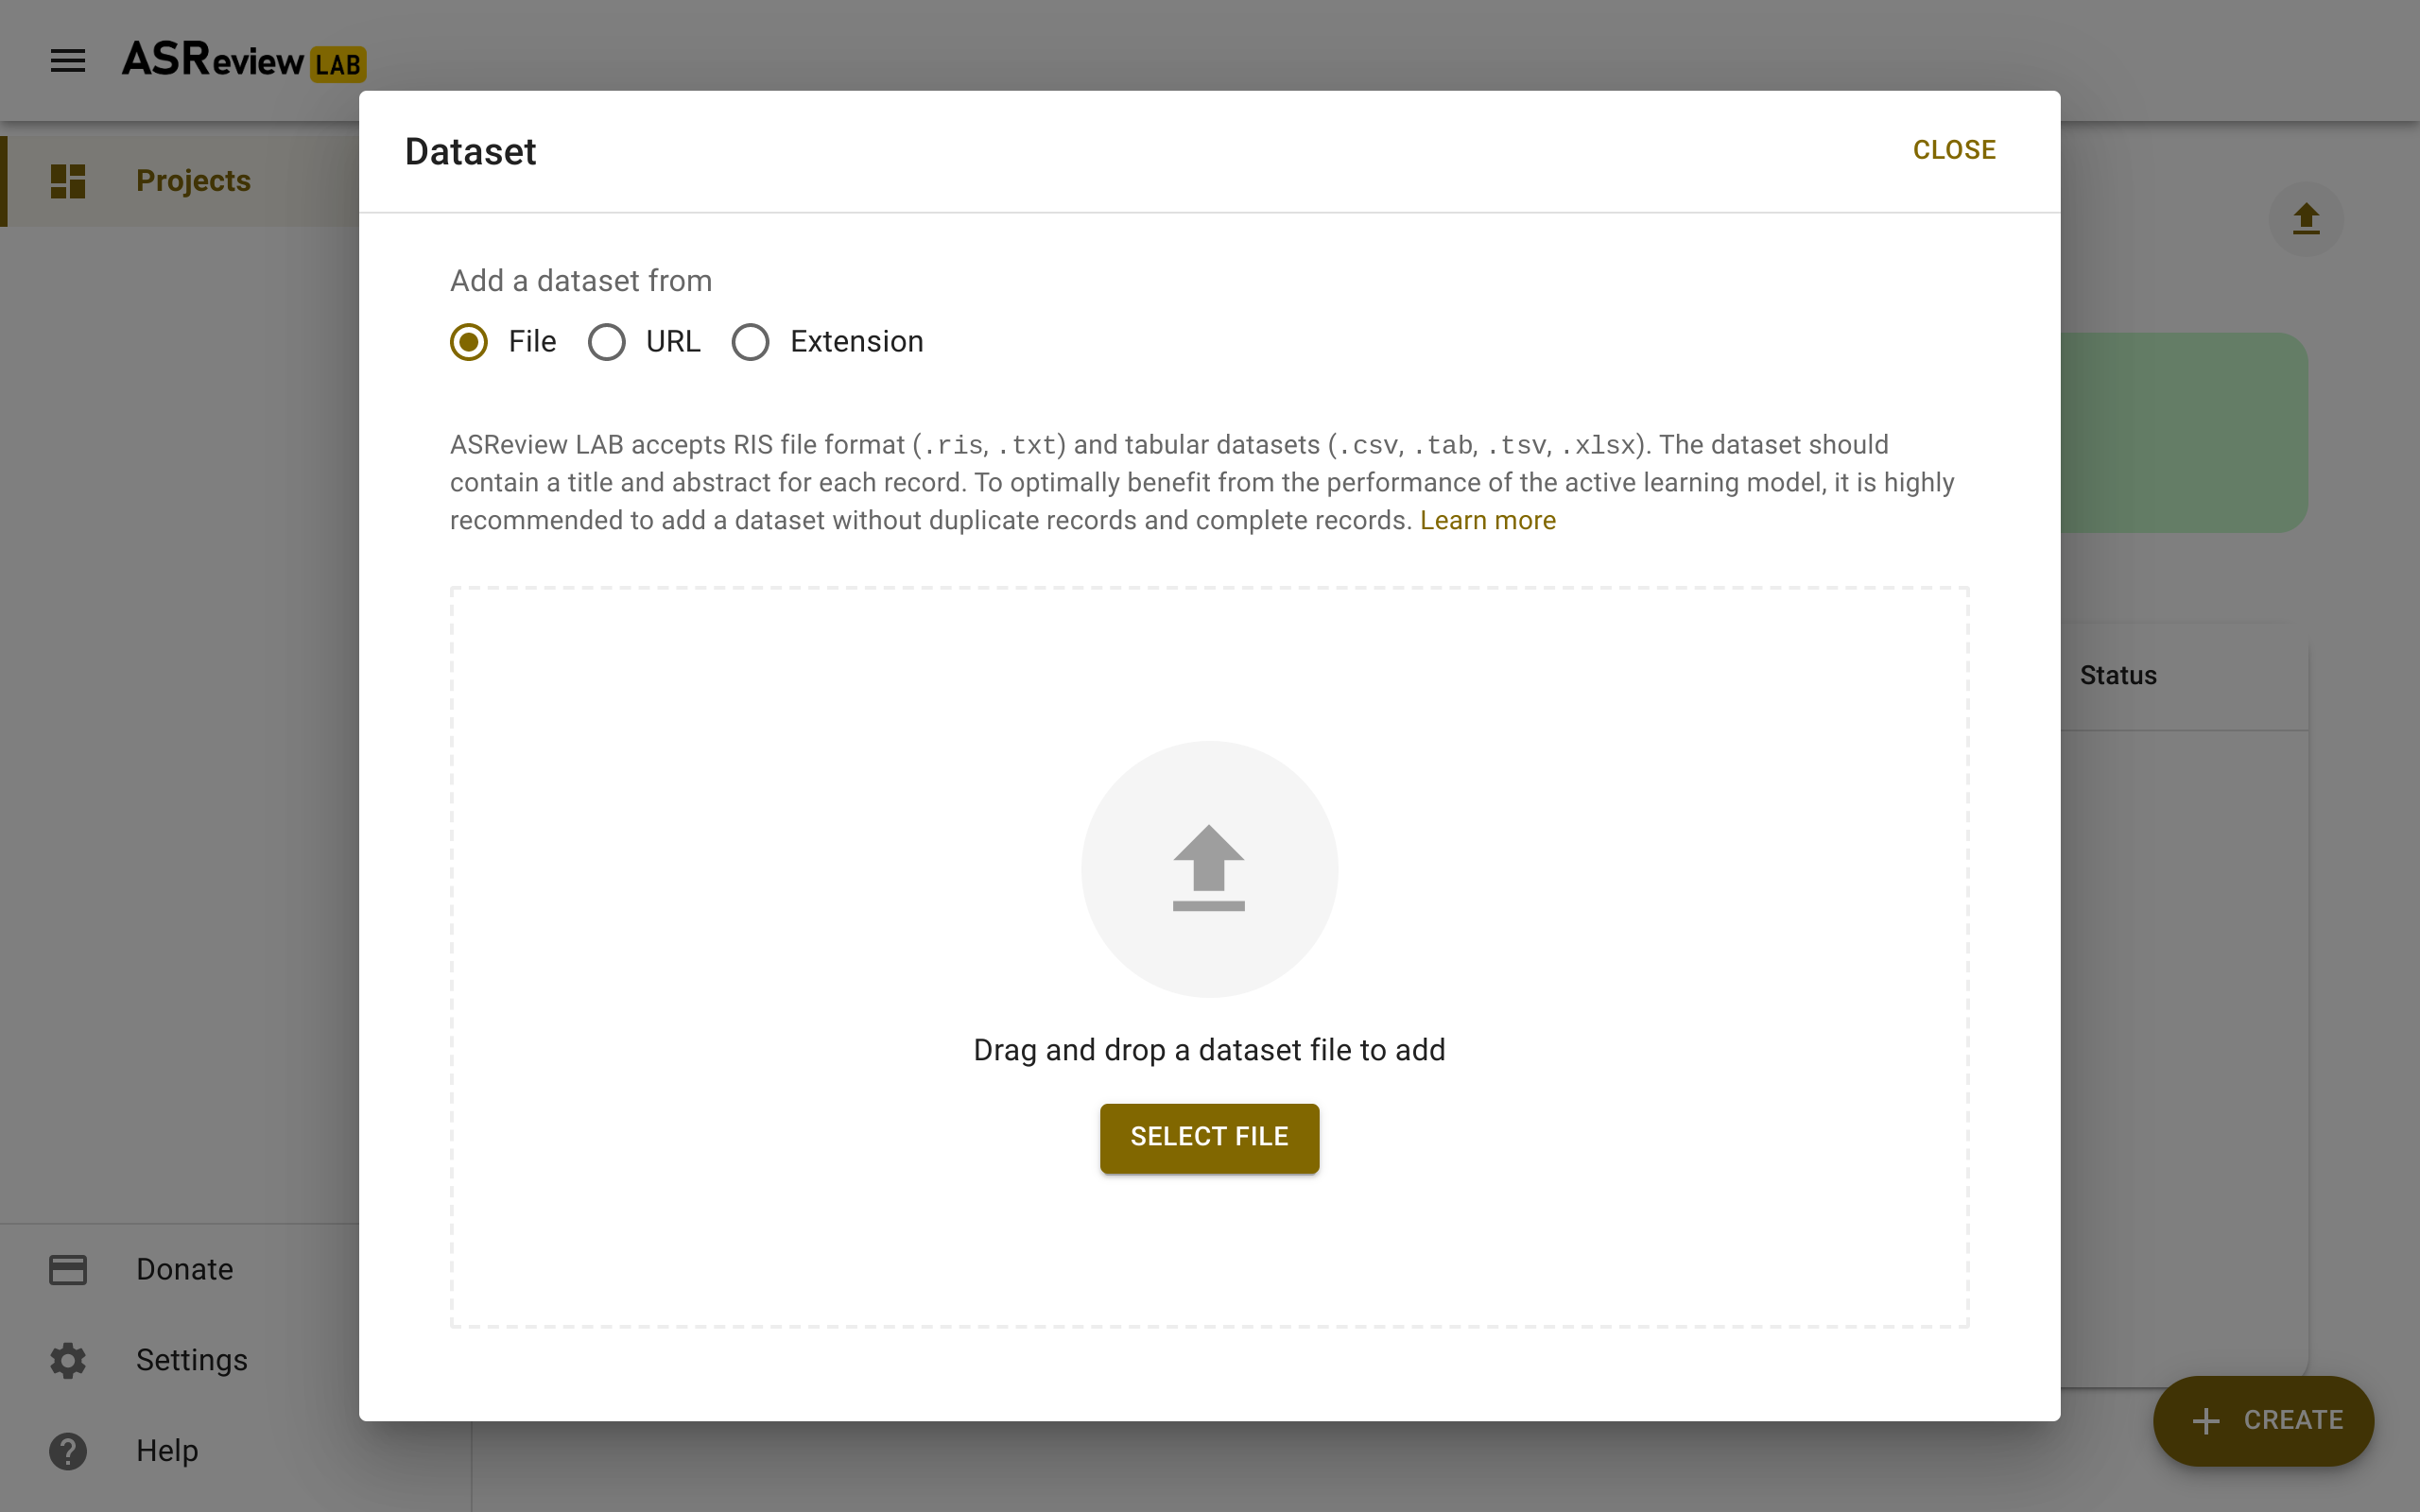 ASReview LAB
Projects
Donate
Settings
Help
Dataset
CLOSE
Add a dataset from
File
URL
Extension
ASReview LAB accepts RIS file format (.ris, .txt) and tabular datasets (.csv, .tab, .tsv, .xlsx). The dataset should
contain a title and abstract for each record. To optimally benefit from the performance of the active learning model, it is highly
recommended to add a dataset without duplicate records and complete records. Learn more
Drag and drop a dataset file to add
SELECT FILE
Status
CREATE